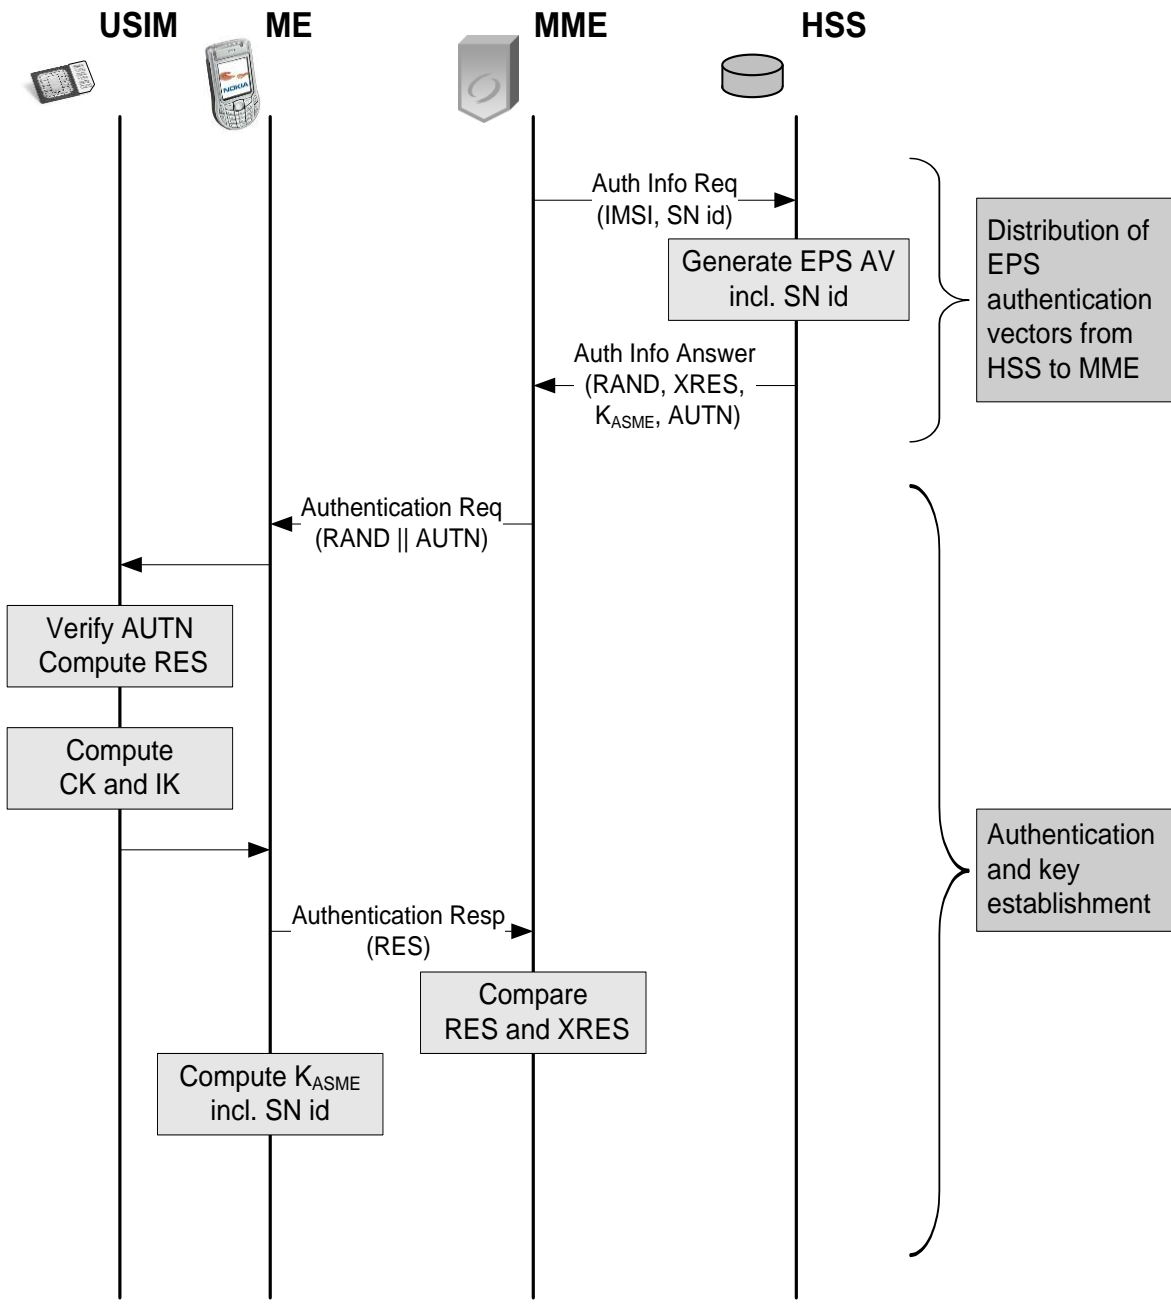 USIM
ME
MME
HSS
NOKIA
Auth Info Req
(IMSI, SN id)
Generate EPS AV
incl. SN id
Auth Info Answer
(RAND, XRES,
K_ASME, AUTN)
Distribution of
EPS
authentication
vectors from
HSS to MME
Authentication Req
(RAND || AUTN)
Verify AUTN
Compute RES
Compute
CK and IK
Authentication Resp
(RES)
Compare
RES and XRES
Compute K_ASME
incl. SN id
Authentication
and key
establishment